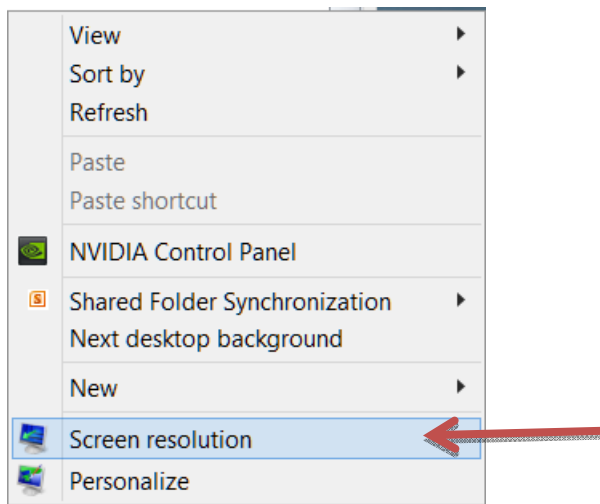 View
Sort by
Refresh
Paste
Paste shortcut
NVIDIA Control Panel
S
Shared Folder Synchronization
Next desktop background
New
Screen resolution
Personalize